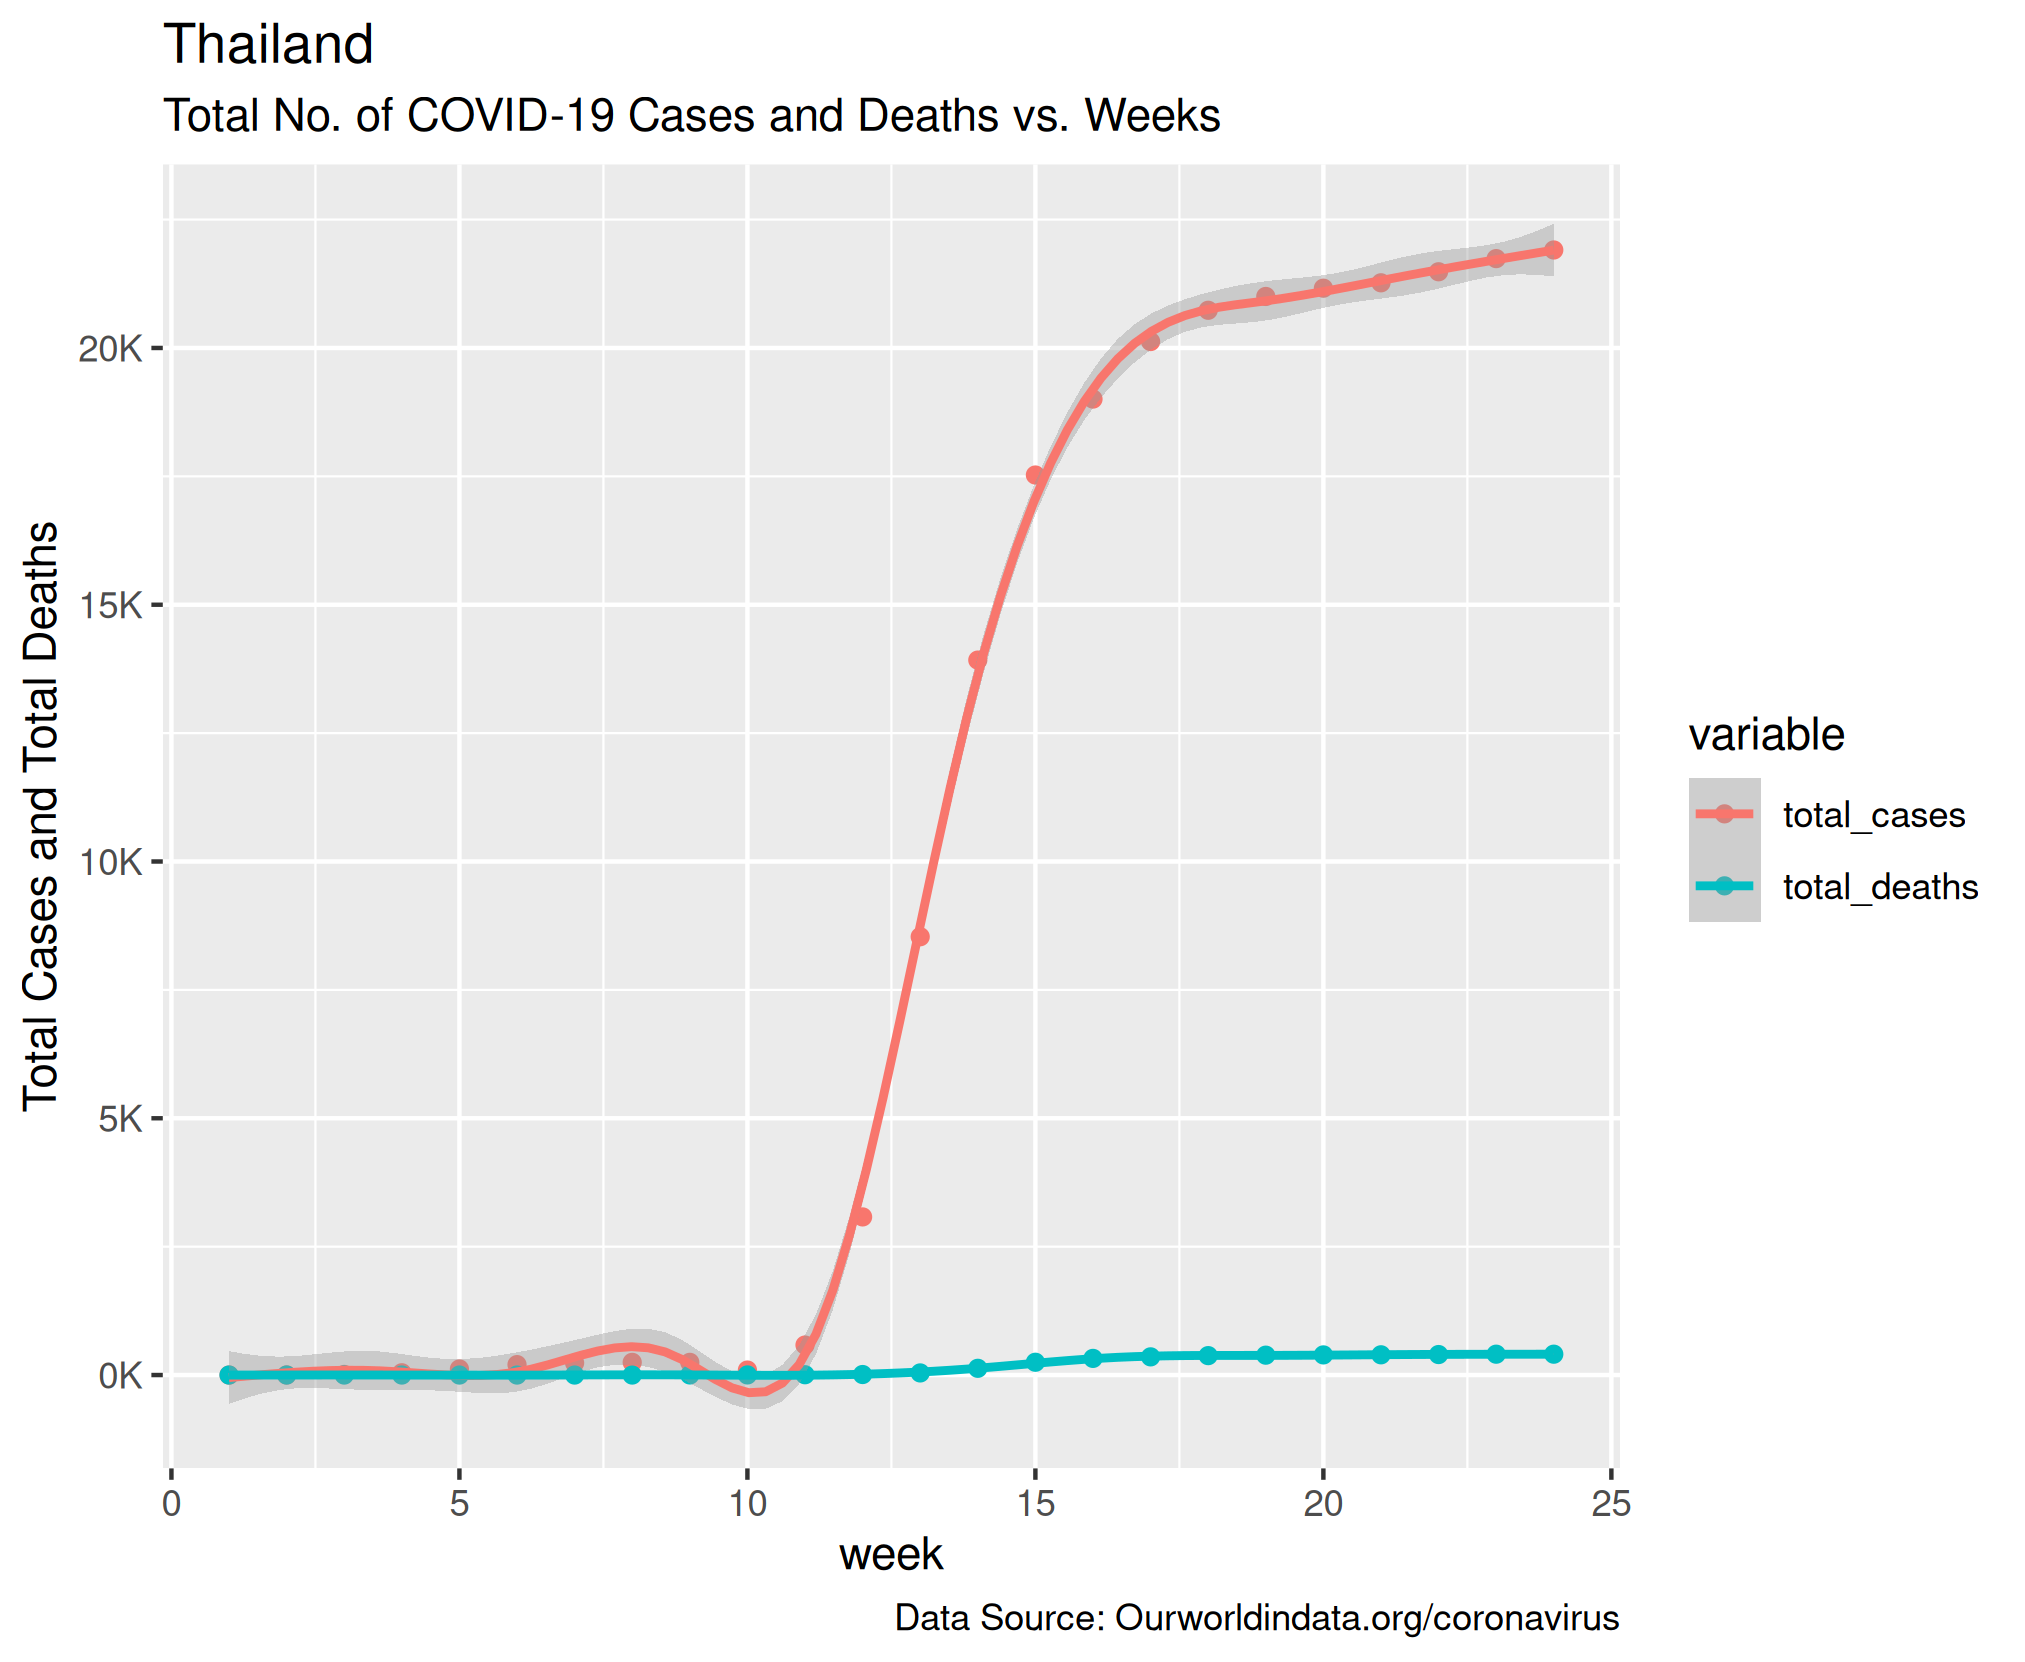 Thailand
Total No. of COVID-19 Cases and Deaths vs. Weeks
Total Cases and Total Deaths
20K
15K
10K
5K
0K
0 5 10 15 20 25
week
variable
total_cases
total_deaths
Data Source: Ourworldindata.org/coronavirus